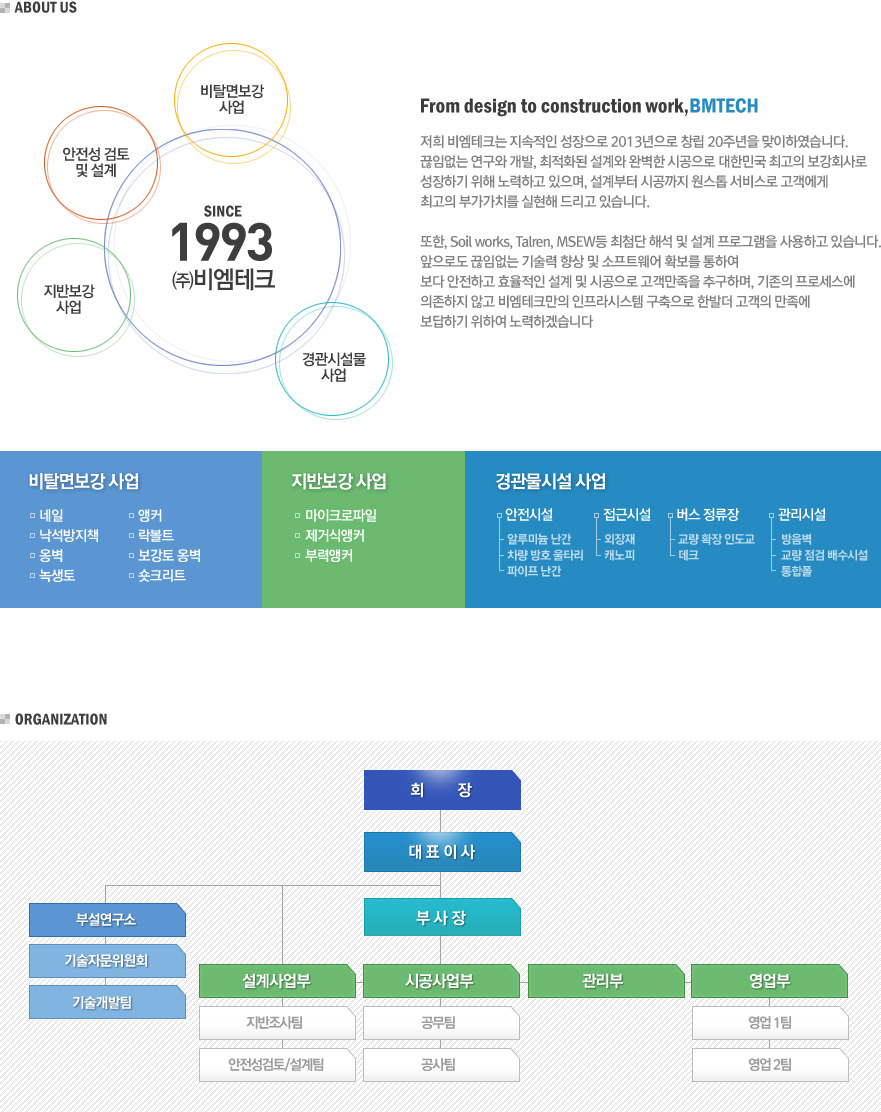 ABOUT US
비탈면보강
사업
안전성 검토
및 설계
SINCE
1993
(주)비엠테크
지반보강
사업
경관시설물
사업
From design to construction work,BMTECH
저희 비엠테크는 지속적인 성장으로 2013년으로 창립 20주년을 맞이하였습니다.
끊임없는 연구와 개발, 최적화된 설계와 완벽한 시공으로 대한민국 최고의 보강회사로
성장하기 위해 노력하고 있으며, 설계부터 시공까지 원스톱 서비스로 고객에게
최고의 부가가치를 실현해 드리고 있습니다.
또한, Soil works, Talren, MSEW등 최첨단 해석 및 설계 프로그램을 사용하고 있습니다.
앞으로도 끊임없는 기술력 향상 및 소프트웨어 확보를 통하여
보다 안전하고 효율적인 설계 및 시공으로 고객만족을 추구하며, 기존의 프로세스에
의존하지 않고 비엠테크만의 인프라시스템 구축으로 한발더 고객의 만족에
보답하기 위하여 노력하겠습니다
비탈면보강 사업
네일
낙석방지책
옹벽
녹생토
앵커
락볼트
보강토 옹벽
숏크리트
지반보강 사업
마이크로파일
제거식앵커
부력앵커
경관물시설 사업
안전시설
알루미늄 난간
차량 방호 울타리
파이프 난간
접근시설
외장재
캐노피
버스 정류장
교량 확장 인도교
데크
관리시설
방음벽
교량 점검 배수시설
통합폴
ORGANIZATION
회 장
대 표 이 사
부 사 장
부설연구소
기술자문위원회
기술개발팀
설계사업부
시공사업부
관리부
영업부
지반조사팀
공무팀
영업 1팀
안전성검토/설계팀
공사팀
영업 2팀